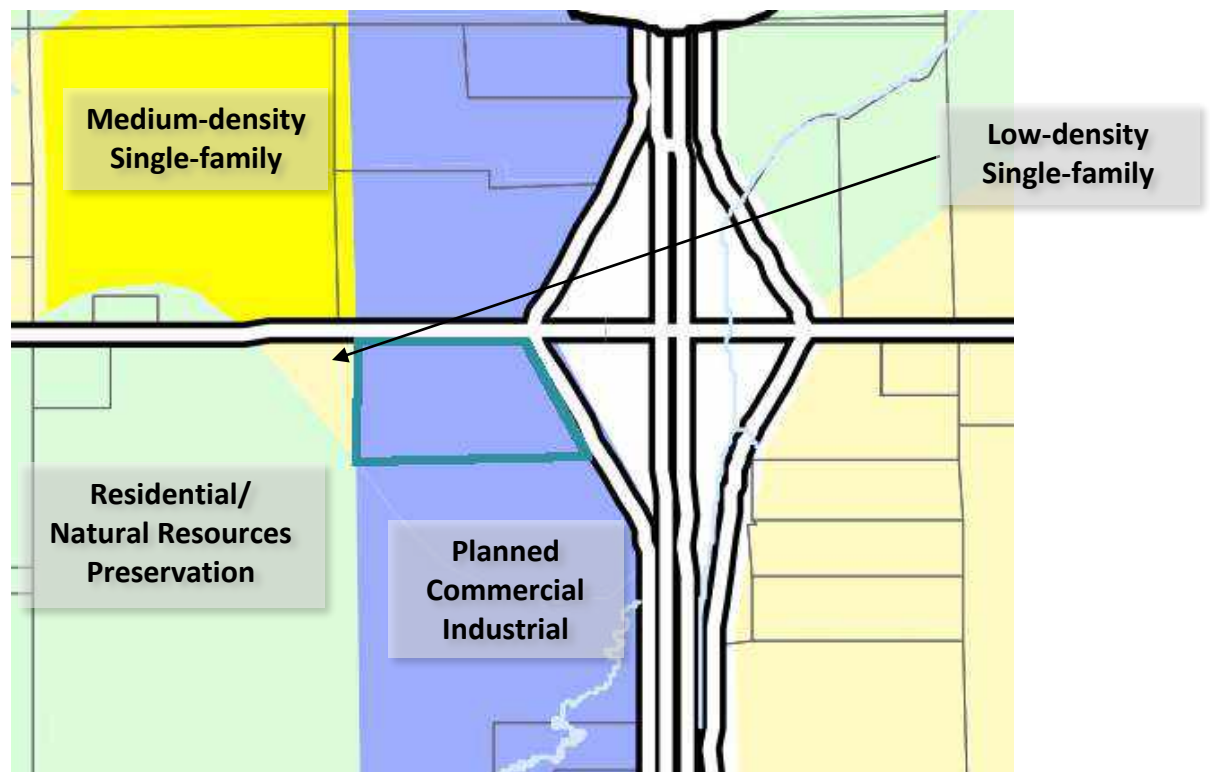 Medium-density
Single-family
Low-density
Single-family
Residential/
Natural Resources
Preservation
Planned
Commercial
Industrial